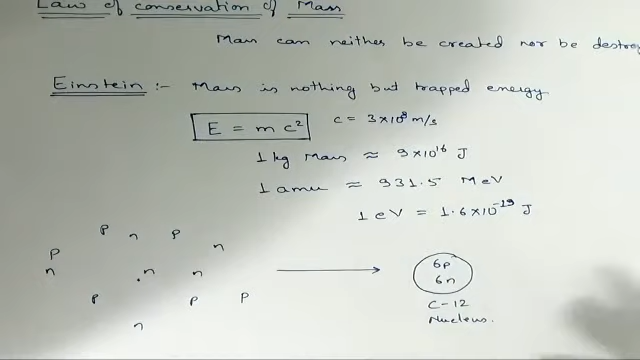 Law of conservation of Mass
Mass can neither be created nor be destroy
Einstein :- Mass is nothing but trapped energy
E = mc² c = 3×10⁸ m/s
1 kg Mass ≈ 9×10¹⁶ J
1 amu ≈ 931.5 MeV
1 eV = 1.6×10⁻¹⁹ J
p n p
p n
n n n
p p p
n
6p
6n
C-12
Nucleus.